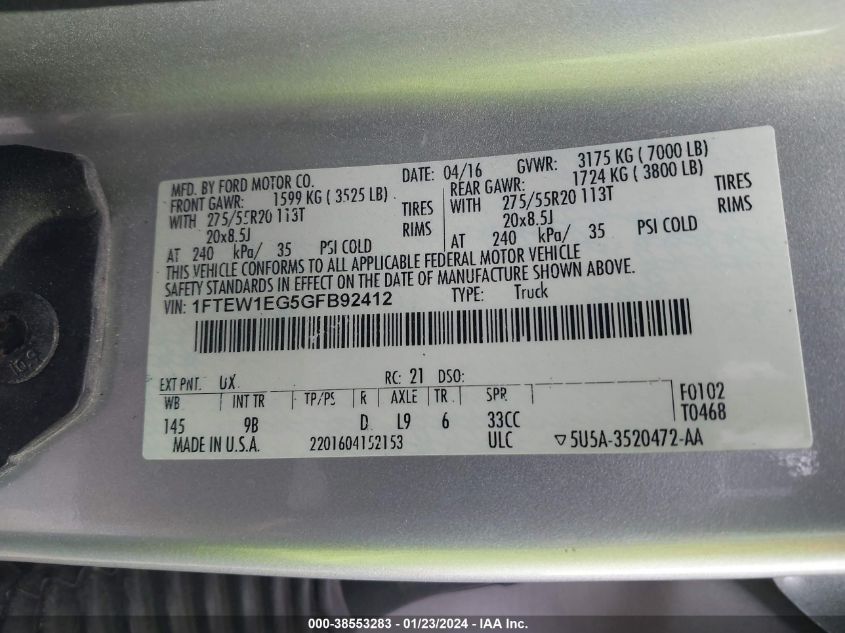 MFD. BY FORD MOTOR CO. DATE: 04/16 GVWR: 3175 KG (7000 LB)
FRONT GAWR: 1599 KG (3525 LB) REAR GAWR: 1724 KG (3800 LB)
WITH 275/55R20 113T TIRES WITH 275/55R20 113T TIRES
20x8.5J RIMS 20x8.5J RIMS
AT 240 kPa/ 35 PSI COLD AT 240 kPa/ 35 PSI COLD
THIS VEHICLE CONFORMS TO ALL APPLICABLE FEDERAL MOTOR VEHICLE
SAFETY STANDARDS IN EFFECT ON THE DATE OF MANUFACTURE SHOWN ABOVE.
VIN: 1FTEW1EG5GFB92412 TYPE: Truck
EXT PNT: UX RC: 21 DSO:
WB INT TR TP/PS R AXLE TR SPR F0102
145 9B D L9 6 33CC T0468
MADE IN U.S.A. 2201604152153 ULC ▽5U5A-3520472-AA
000-38553283 - 01/23/2024 - IAA Inc.